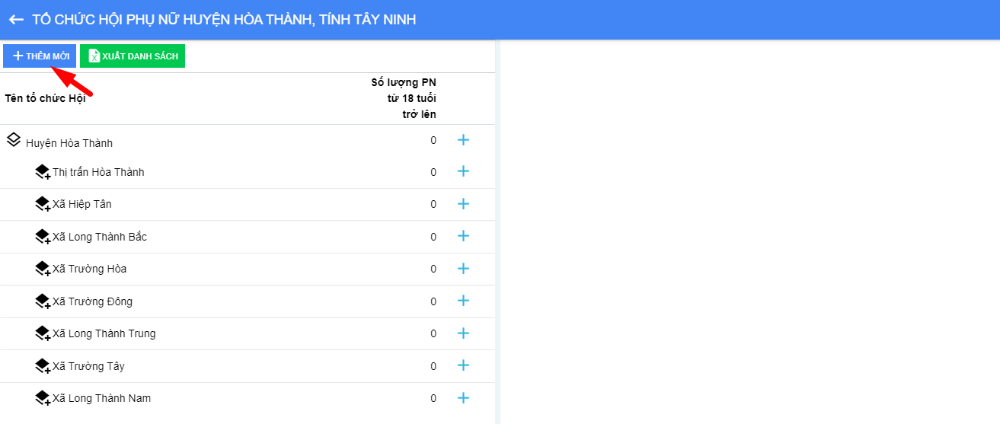 TỔ CHỨC HỘI PHỤ NỮ HUYỆN HÒA THÀNH, TỈNH TÂY NINH
THÊM MỚI XUẤT DANH SÁCH
Tên tổ chức Hội
Số lượng PN
từ 18 tuổi
trở lên
Huyện Hòa Thành 0
Thị trấn Hòa Thành 0
Xã Hiệp Tân 0
Xã Long Thành Bắc 0
Xã Trường Hòa 0
Xã Trường Đông 0
Xã Long Thành Trung 0
Xã Trường Tây 0
Xã Long Thành Nam 0